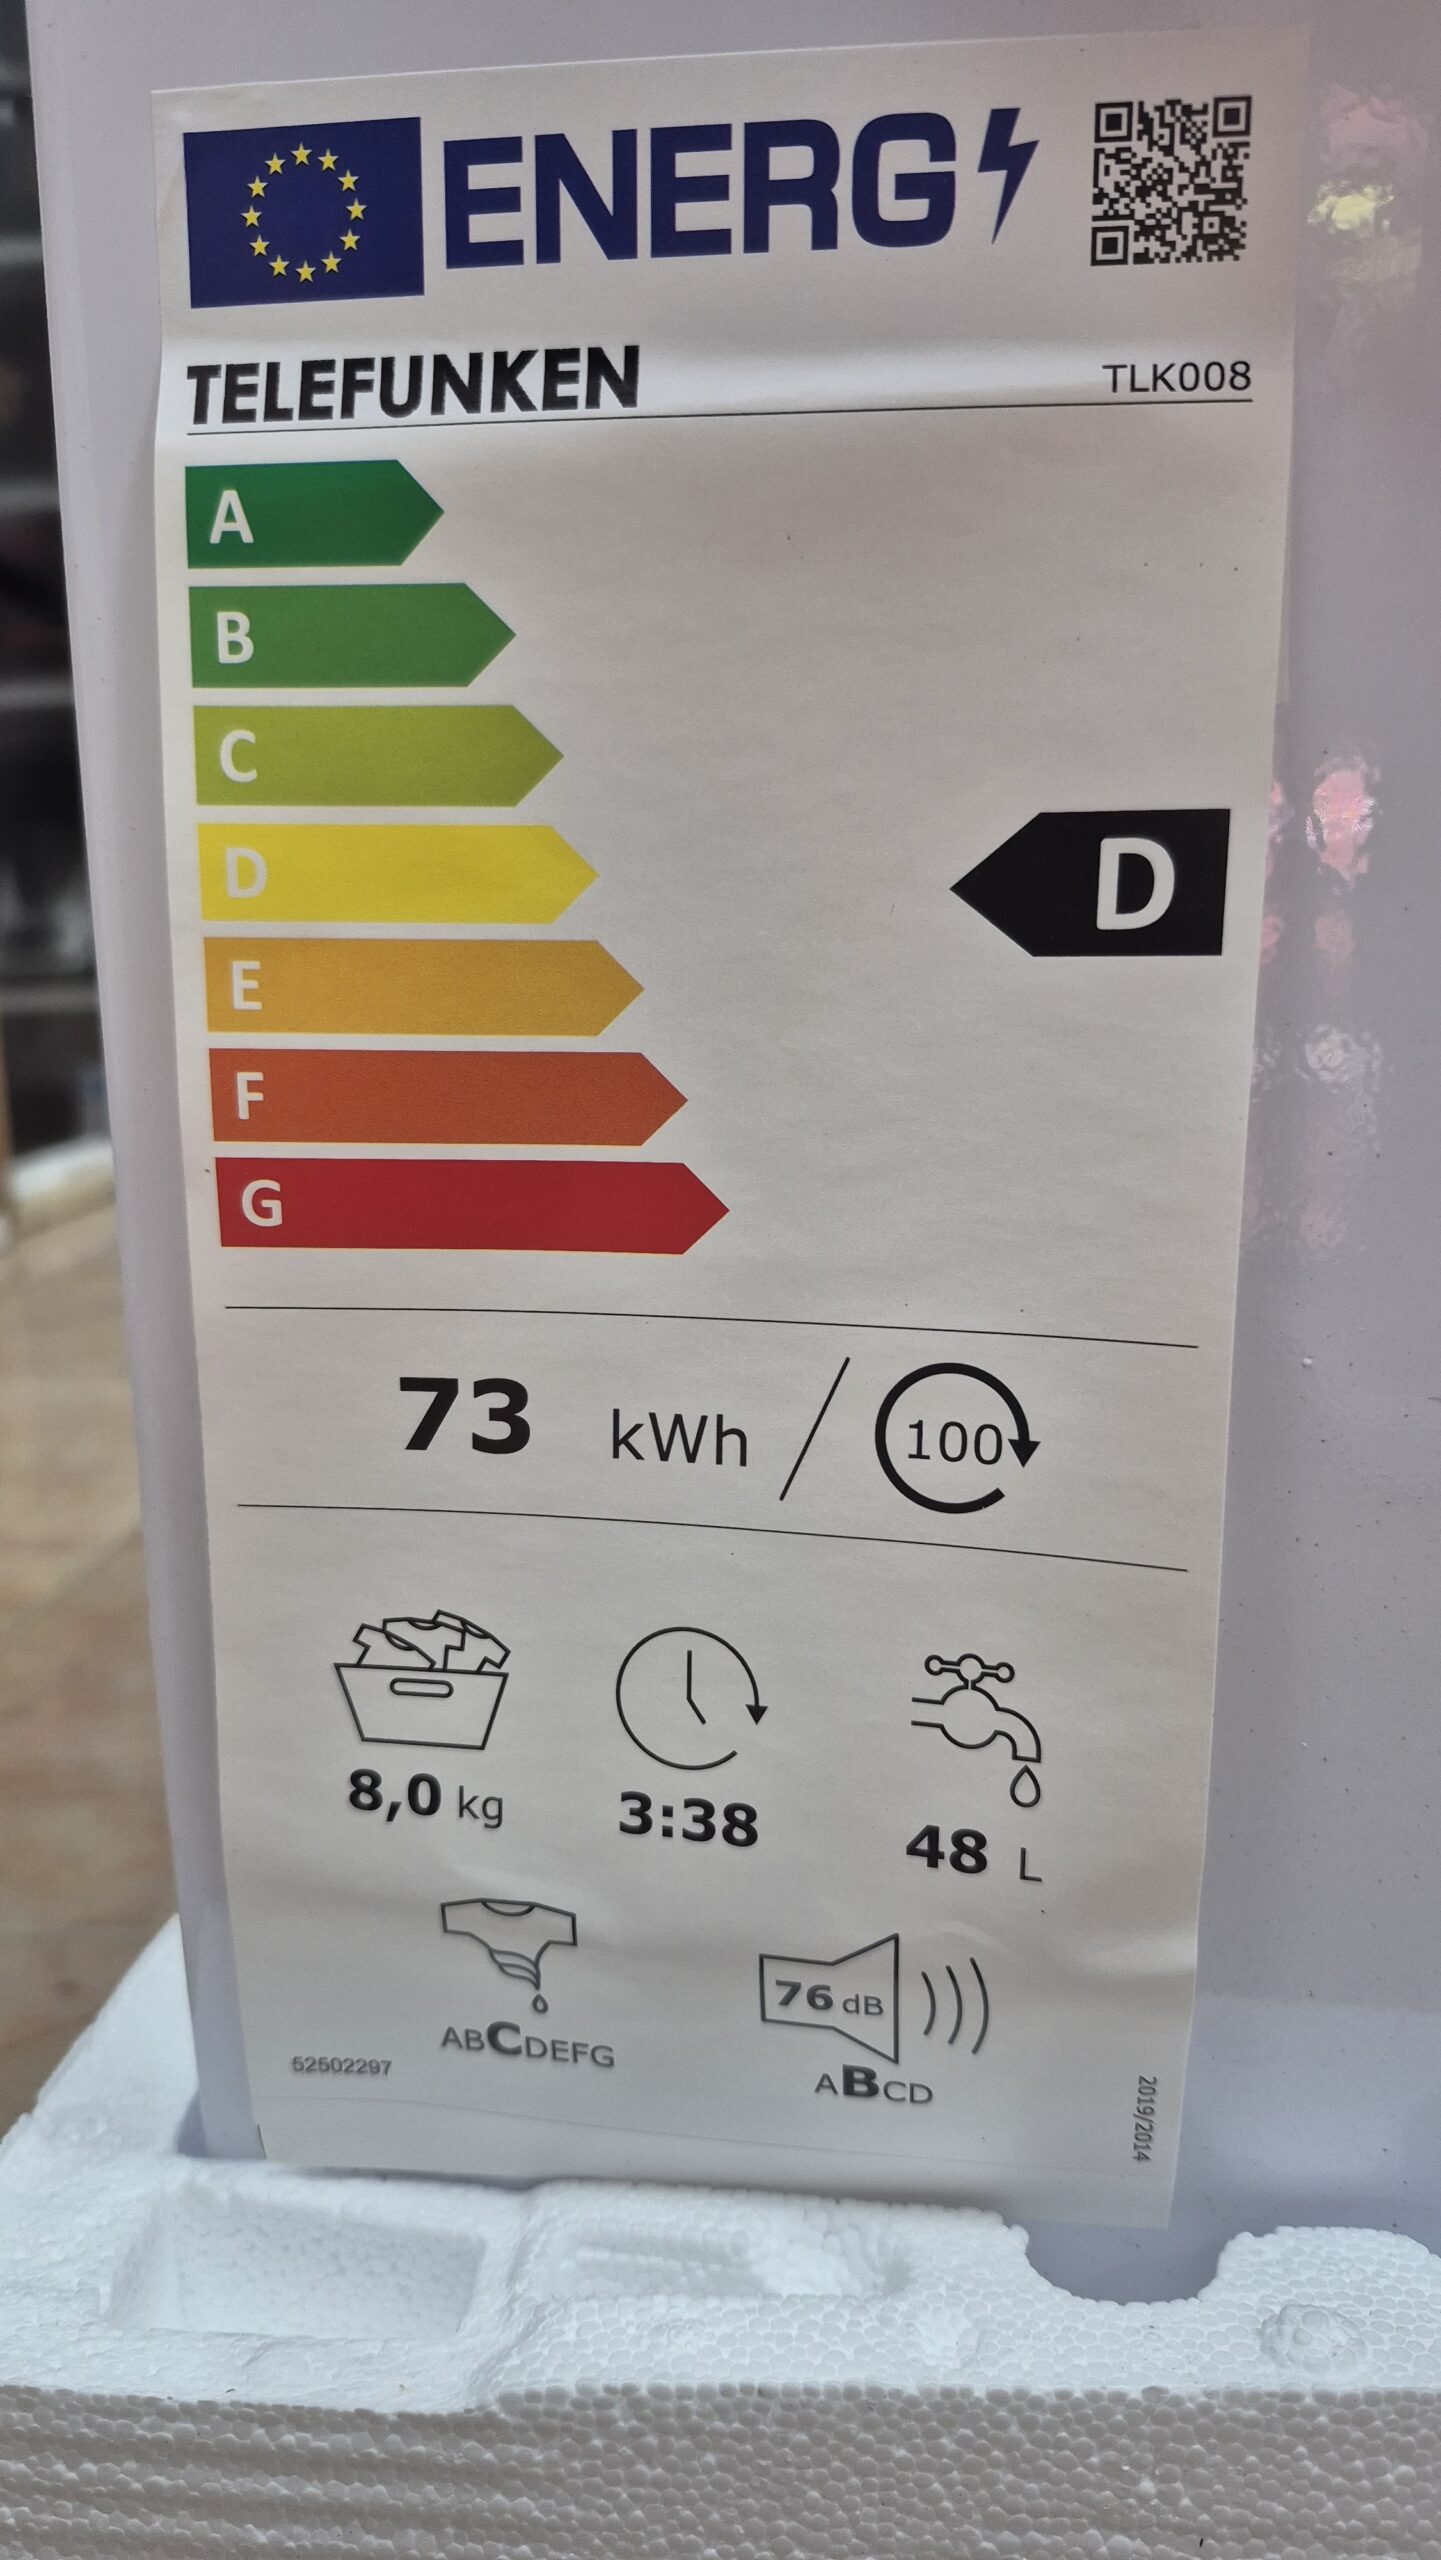 ENERG
TELEFUNKEN TLK008
A
B
C
D
D
E
F
G
73 kWh / 100
8,0 kg 3:38 48 L
76 dB
ABCDEFG
ABCD
52502297
2019/2014